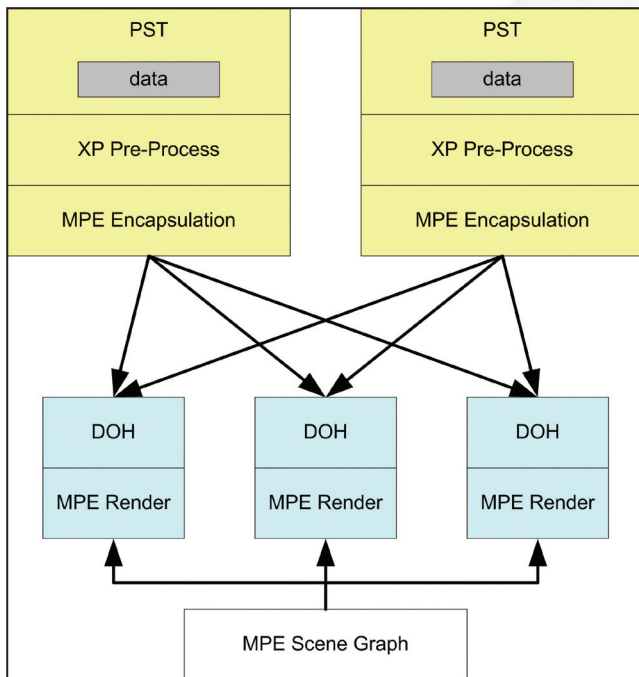 PST
data
XP Pre-Process
MPE Encapsulation
PST
data
XP Pre-Process
MPE Encapsulation
DOH
MPE Render
DOH
MPE Render
DOH
MPE Render
MPE Scene Graph